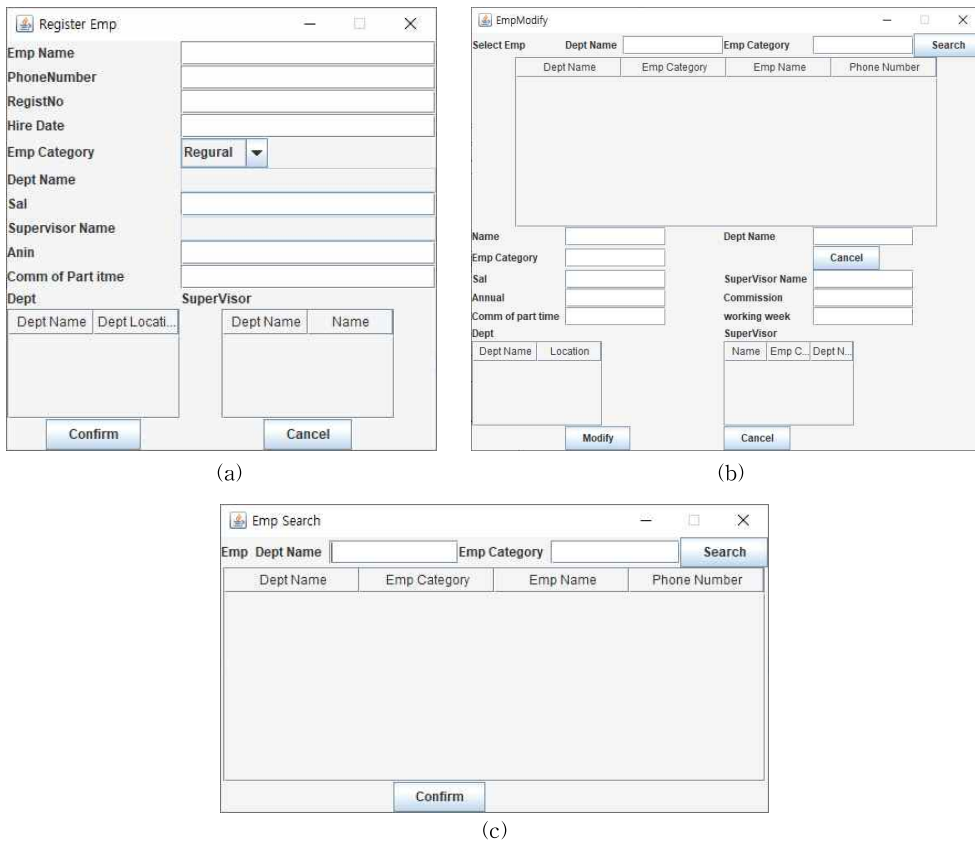 Register Emp
Emp Name
PhoneNumber
RegistNo
Hire Date
Emp Category Regural
Dept Name
Sal
Supervisor Name
Anin
Comm of Part itme
Dept SuperVisor
Dept Name Dept Locati... Dept Name Name
Confirm Cancel
(a)
EmpModify
Select Emp Dept Name Emp Category Search
Dept Name Emp Category Emp Name Phone Number
Name Dept Name
Emp Category Cancel
Sal SuperVisor Name
Annual Commission
Comm of part time working week
Dept SuperVisor
Dept Name Location Name Emp C... Dept N...
Modify Cancel
(b)
Emp Search
Emp Dept Name Emp Category Search
Dept Name Emp Category Emp Name Phone Number
Confirm
(c)